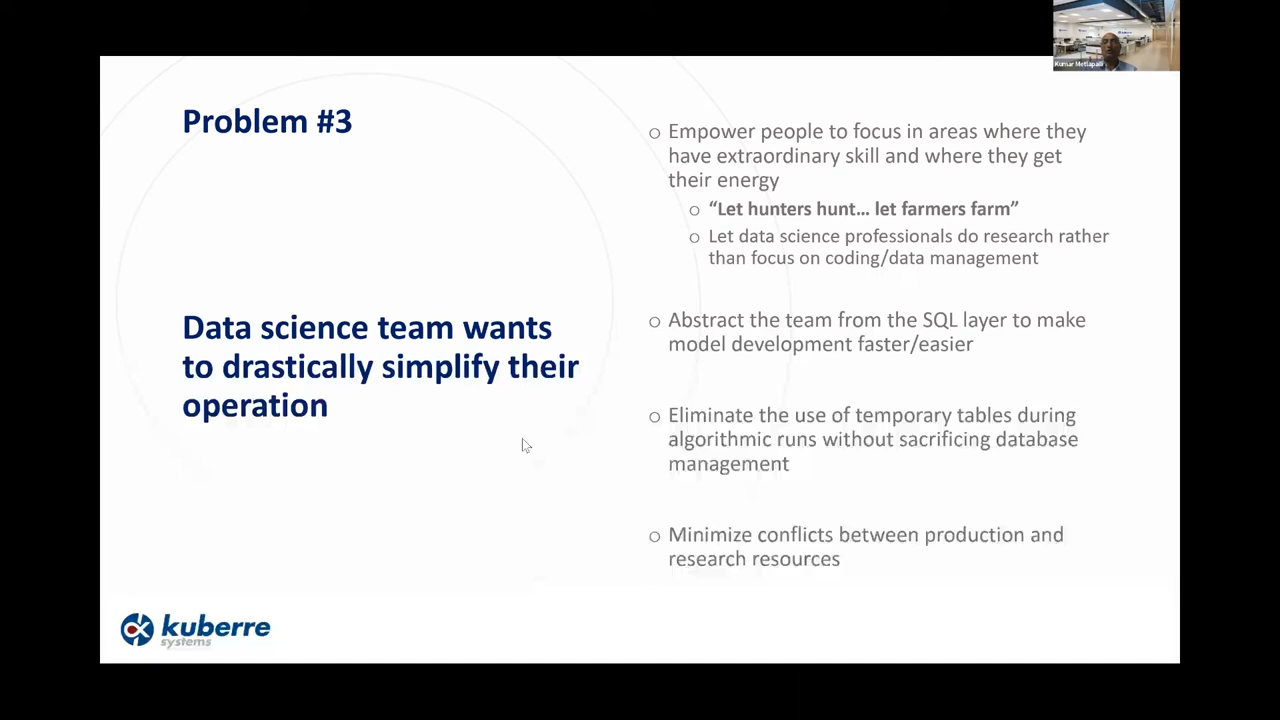 Kumar Metlapalli
Problem #3
Data science team wants
to drastically simplify their
operation
○ Empower people to focus in areas where they
have extraordinary skill and where they get
their energy
○ “Let hunters hunt… let farmers farm”
○ Let data science professionals do research rather
than focus on coding/data management
○ Abstract the team from the SQL layer to make
model development faster/easier
○ Eliminate the use of temporary tables during
algorithmic runs without sacrificing database
management
○ Minimize conflicts between production and
research resources
kuberre
systems